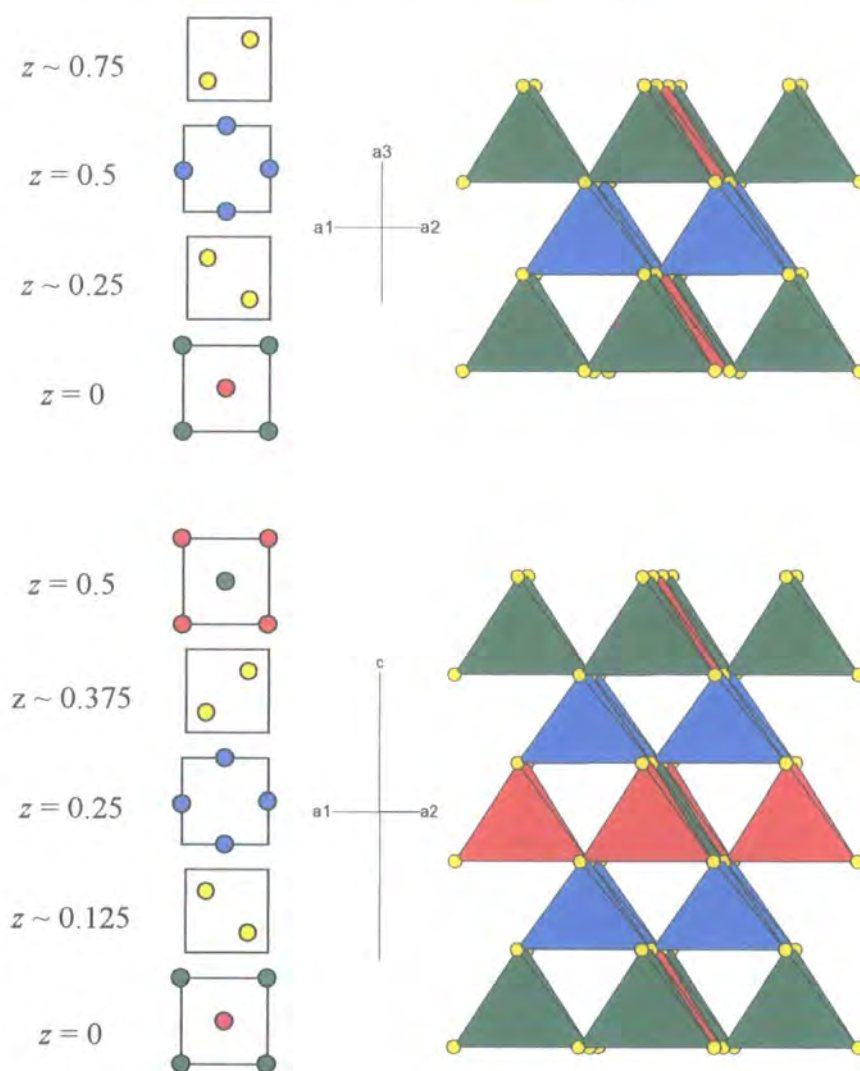 z ~ 0.75
z = 0.5
z ~ 0.25
z = 0
a3
a1
a2
z = 0.5
z ~ 0.375
z = 0.25
z ~ 0.125
z = 0
c
a1
a2